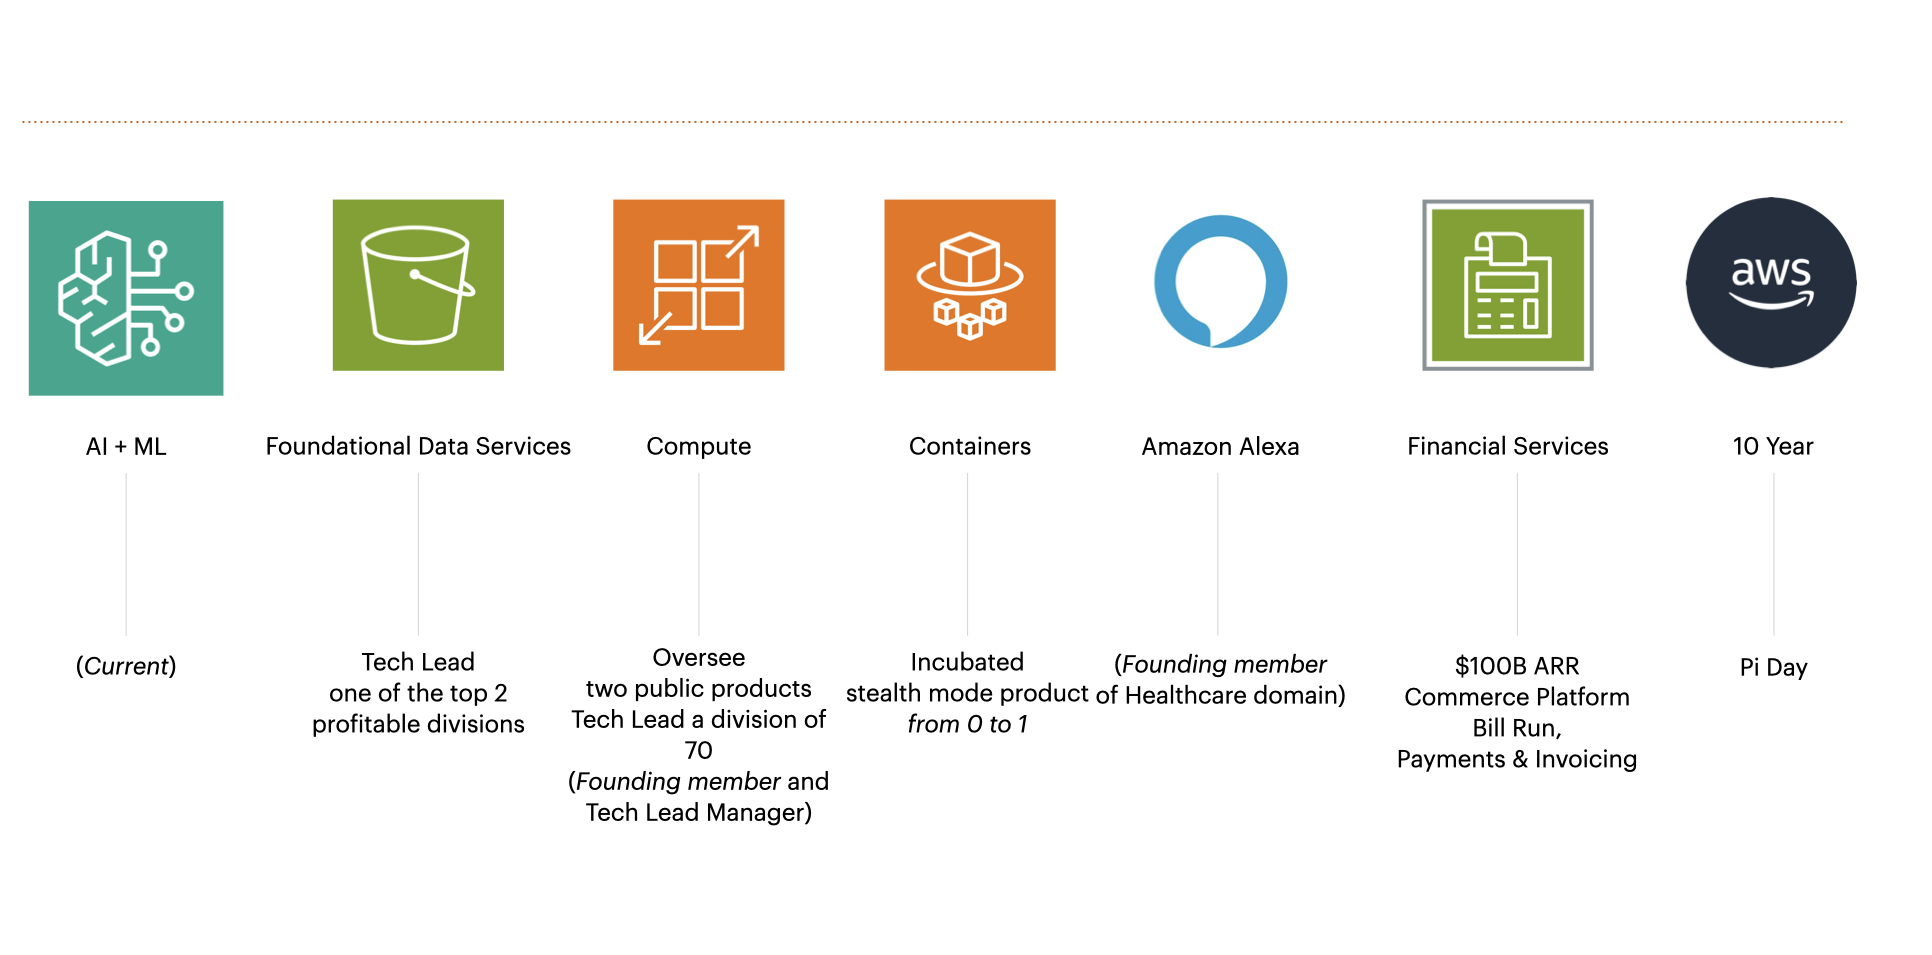 aws
AI + ML
Foundational Data Services
Compute
Containers
Amazon Alexa
Financial Services
10 Year
(Current)
Tech Lead
one of the top 2
profitable divisions
Oversee
two public products
Tech Lead a division of
70
(Founding member and
Tech Lead Manager)
Incubated
stealth mode product
from 0 to 1
(Founding member
of Healthcare domain)
$100B ARR
Commerce Platform
Bill Run,
Payments & Invoicing
Pi Day